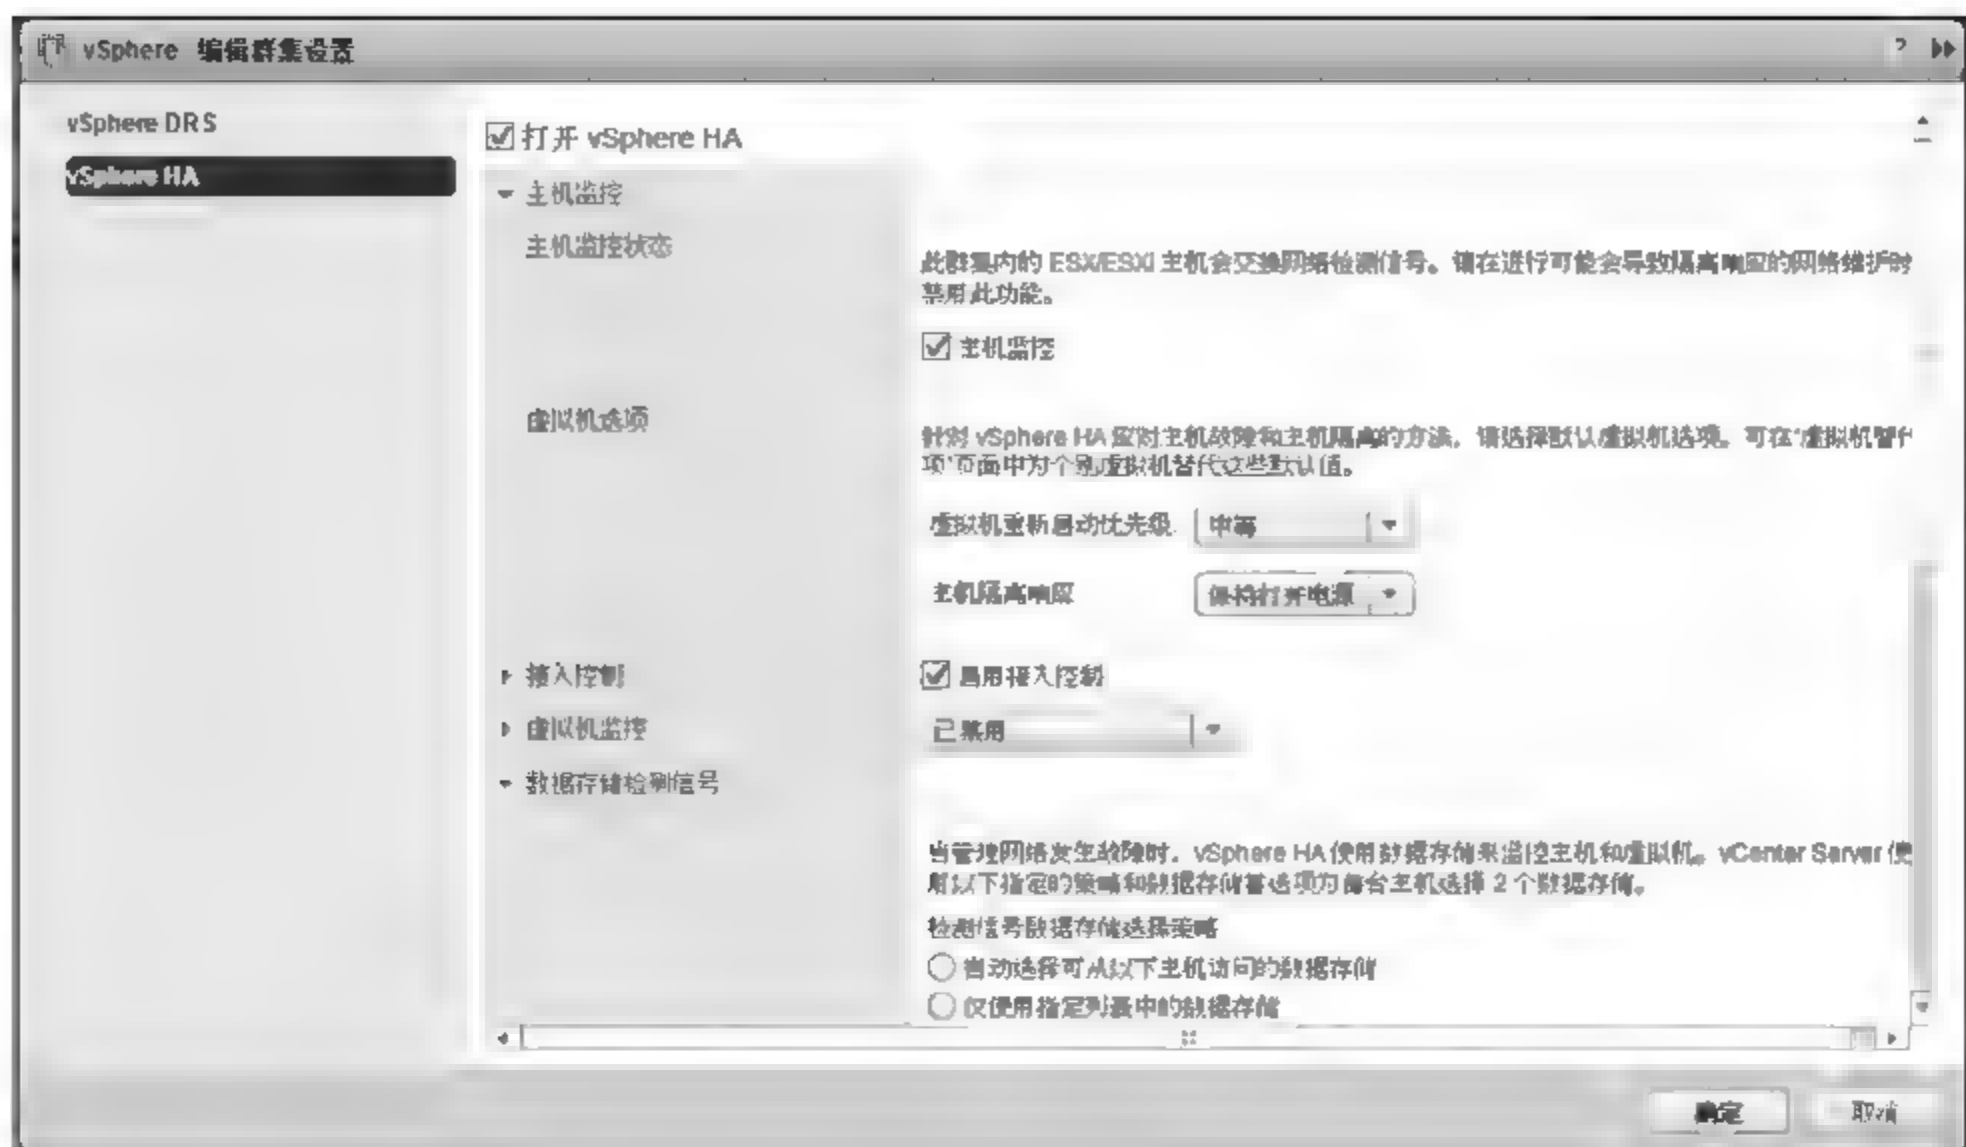 vSphere 编辑群集设置
?
vSphere DRS
vSphere HA
打开 vSphere HA
主机监控
主机监控状态
此群集内的 ESX/ESXi 主机会交换网络检测信号。请在进行可能会导致隔离响应的网络维护时
禁用此功能。
主机监控
虚拟机选项
针对 vSphere HA 应对主机故障和主机隔离的方法，请选择默认虚拟机选项。可在“虚拟机替代
项”页面中为个别虚拟机替代这些默认值。
虚拟机重新启动优先级 中等
主机隔离响应 保持打开电源
接入控制
启用接入控制
虚拟机监控
已禁用
数据存储检测信号
当管理网络发生故障时，vSphere HA 使用数据存储来监控主机和虚拟机。vCenter Server 使
用以下指定的策略和数据存储首选项为每台主机选择 2 个数据存储。
检测信号数据存储选择策略
自动选择可从以下主机访问的数据存储
仅使用指定列表中的数据存储
确定 取消